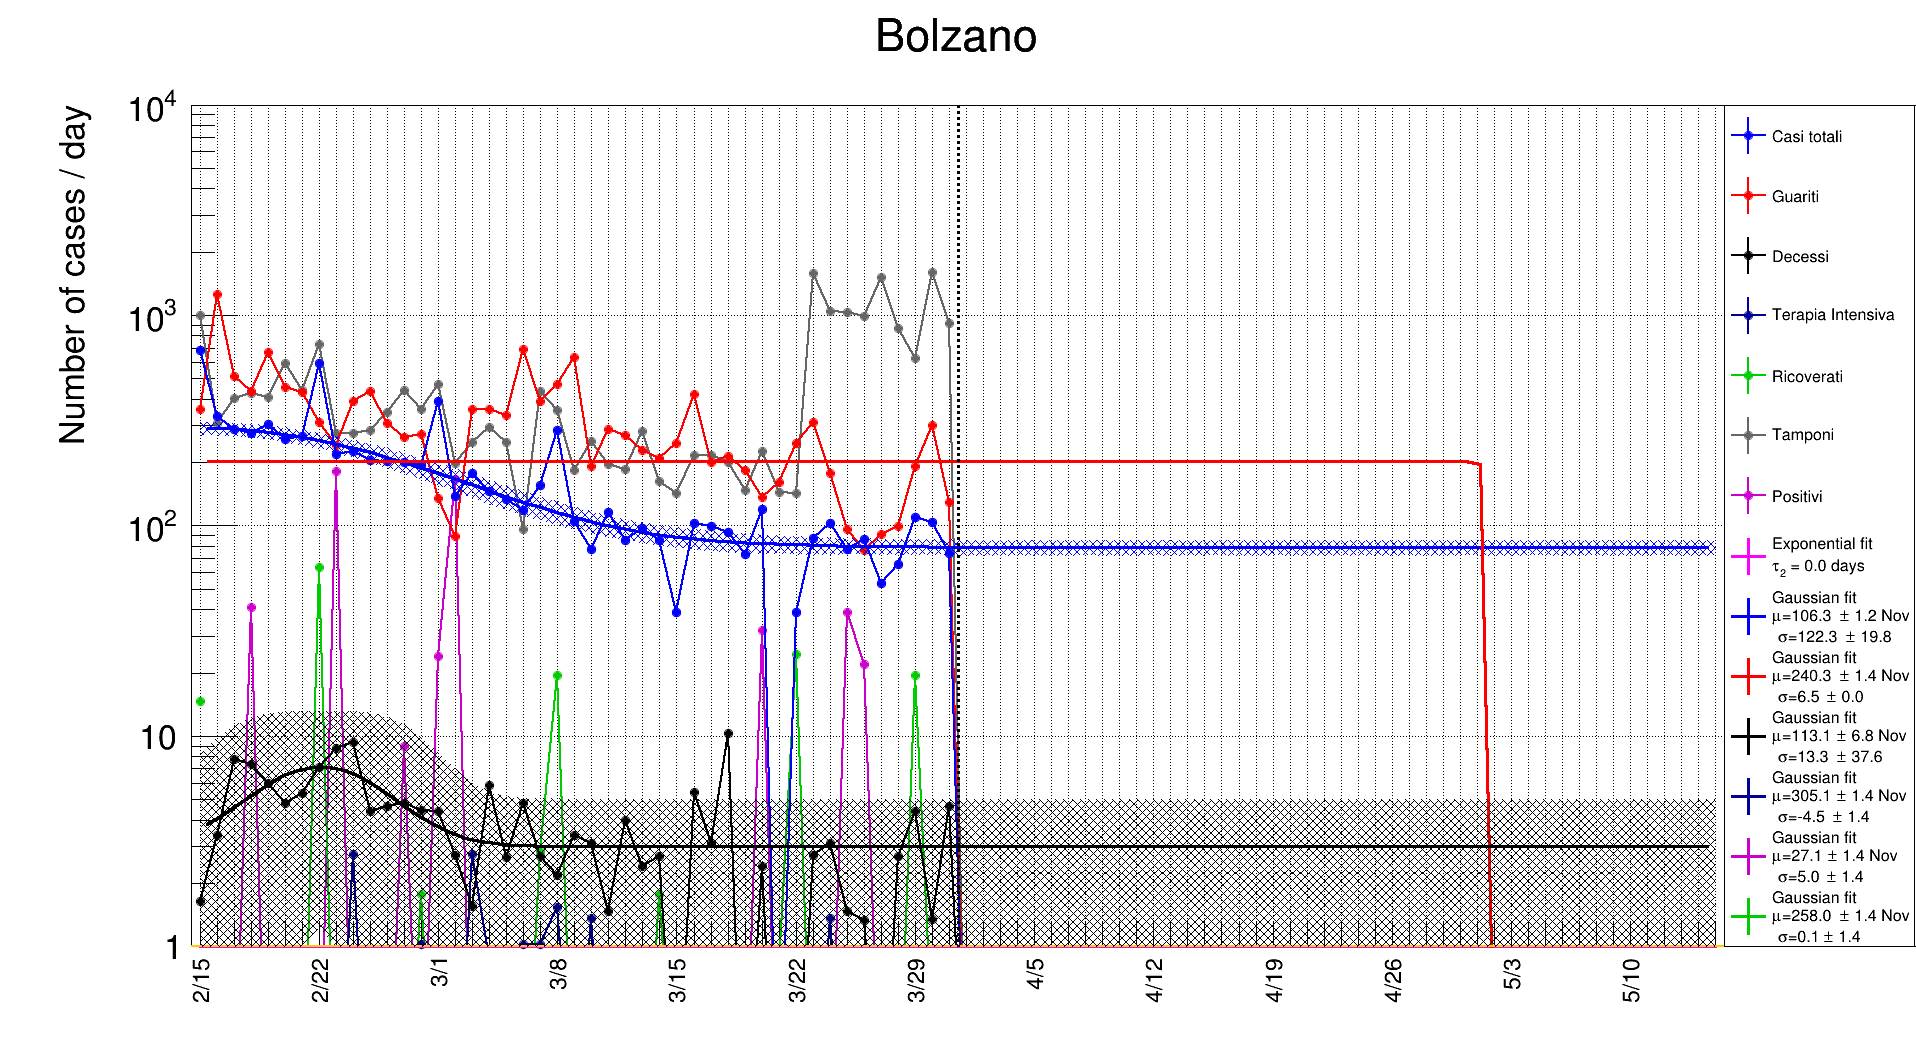 Bolzano
Number of cases / day
10^4
10^3
10^2
10
1
2/15
2/22
3/1
3/8
3/15
3/22
3/29
4/5
4/12
4/19
4/26
5/3
5/10
Casi totali
Guariti
Decessi
Terapia Intensiva
Ricoverati
Tamponi
Positivi
Exponential fit
τ₂ = 0.0 days
Gaussian fit
μ=106.3 ± 1.2 Nov
σ=122.3 ± 19.8
Gaussian fit
μ=240.3 ± 1.4 Nov
σ=6.5 ± 0.0
Gaussian fit
μ=113.1 ± 6.8 Nov
σ=13.3 ± 37.6
Gaussian fit
μ=305.1 ± 1.4 Nov
σ=-4.5 ± 1.4
Gaussian fit
μ=27.1 ± 1.4 Nov
σ=5.0 ± 1.4
Gaussian fit
μ=258.0 ± 1.4 Nov
σ=0.1 ± 1.4